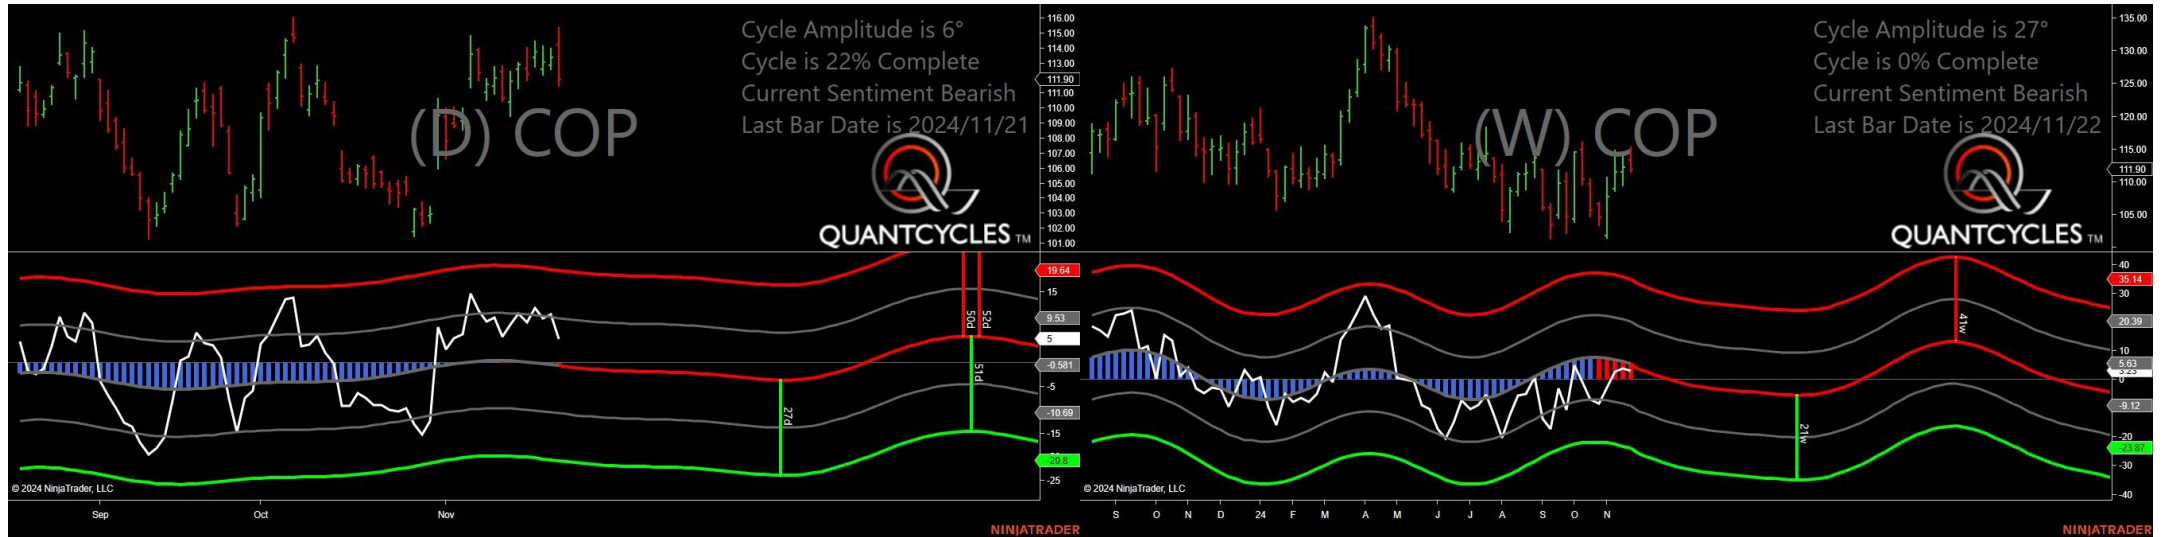 Cycle Amplitude is 6°
Cycle is 22% Complete
Current Sentiment Bearish
Last Bar Date is 2024/11/21
(D) COP
QUANTCYCLES TM
116.00
115.00
114.00
113.00
111.90
110.00
109.00
108.00
107.00
106.00
105.00
104.00
103.00
102.00
101.00
19.64
15
9.53
5
-0.581
-5
-10.69
-15
-20.8
-25
50d
52d
51d
27d
© 2024 NinjaTrader, LLC
Sep
Oct
Nov
NINJATRADER
Cycle Amplitude is 27°
Cycle is 0% Complete
Current Sentiment Bearish
Last Bar Date is 2024/11/22
(W) COP
QUANTCYCLES TM
135.00
130.00
125.00
120.00
115.00
111.90
110.00
105.00
40
35.14
30
20.39
10
5.63
0
-9.12
-20
-23.87
-30
-40
41w
21w
© 2024 NinjaTrader, LLC
S O N D 24 F M A M J J A S O N
NINJATRADER